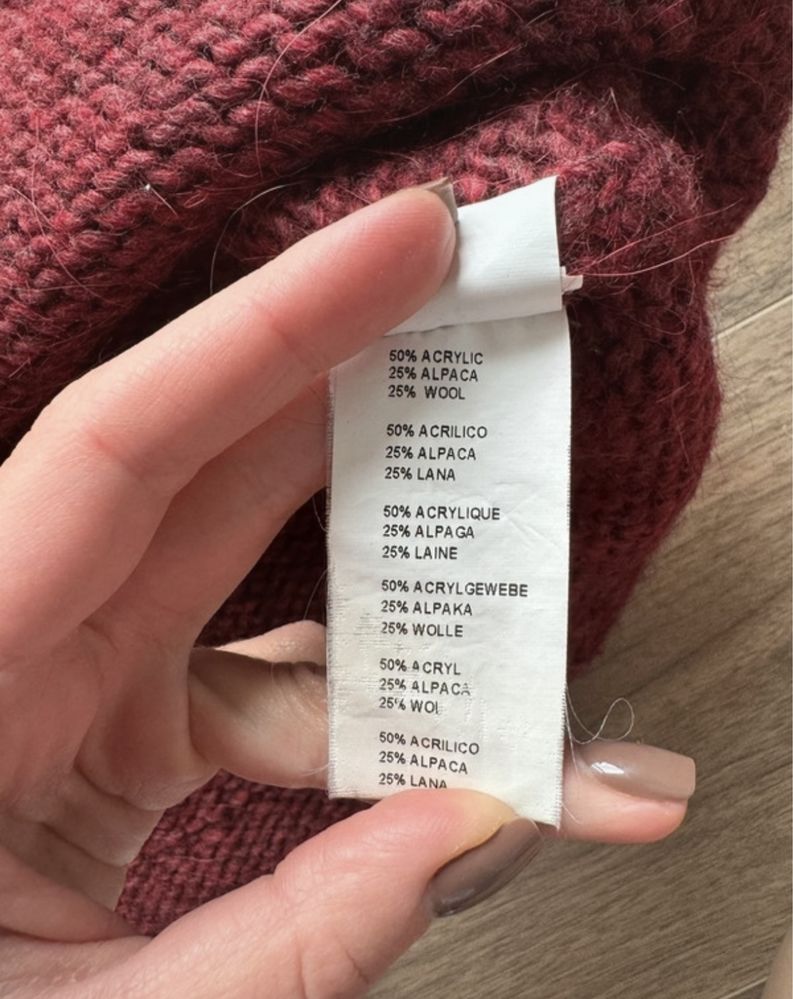 50% ACRYLIC
25% ALPACA
25% WOOL
50% ACRILICO
25% ALPACA
25% LANA
50% ACRYLIQUE
25% ALPAGA
25% LAINE
50% ACRYLGEWEBE
25% ALPAKA
25% WOLLE
50% ACRYL
25% ALPACA
25% WOL
50% ACRILICO
25% ALPACA
25% LANA